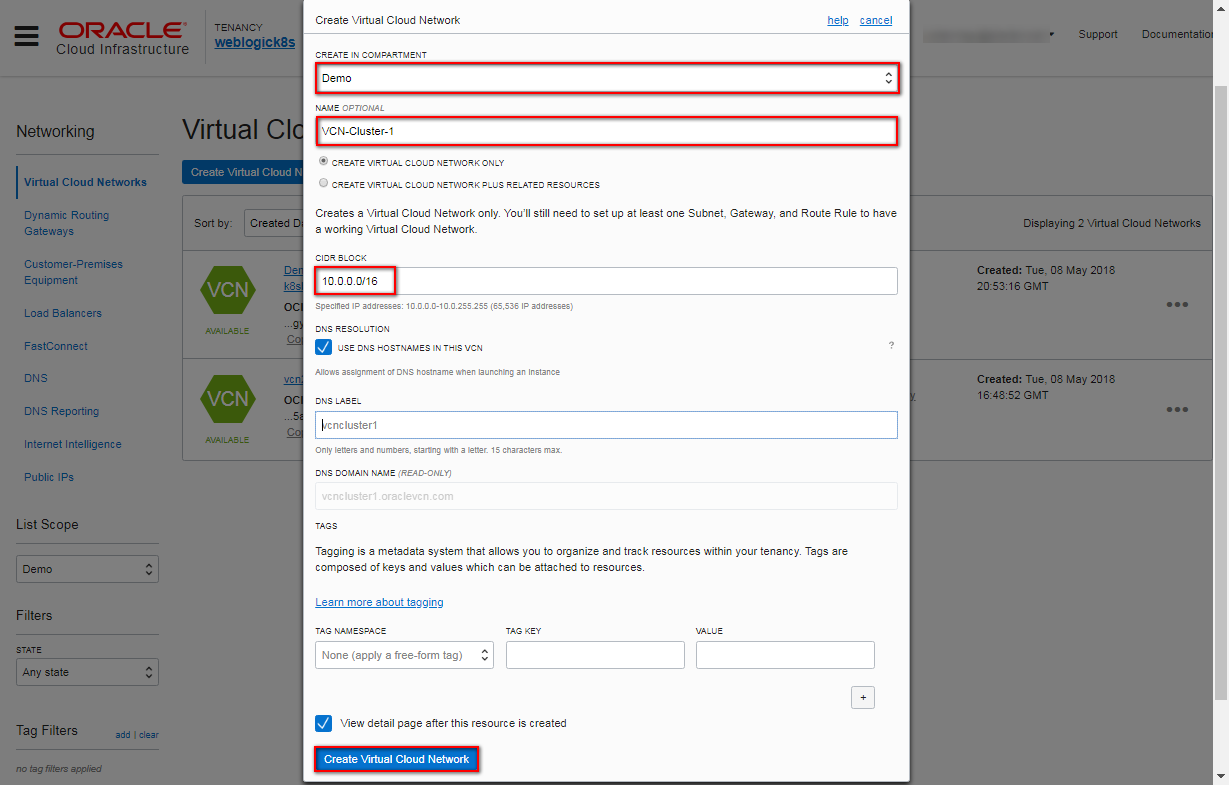 ORACLE®
Cloud Infrastructure
TENANCY
weblogick8s
Support
Documentation
Networking
Virtual Cloud Networks
Dynamic Routing
Gateways
Customer-Premises
Equipment
Load Balancers
FastConnect
DNS
DNS Reporting
Internet Intelligence
Public IPs
List Scope
Demo
Filters
STATE
Any state
Tag Filters
add | clear
no tag filters applied
Virtual Clo
Create Virtual Cloud N
Sort by:
Created Da
Displaying 2 Virtual Cloud Networks
VCN
AVAILABLE
Dem
k8s
OCI
...gy
Cop
Created: Tue, 08 May 2018
20:53:16 GMT
VCN
AVAILABLE
vcn
OCI
...5a
Cop
y
Created: Tue, 08 May 2018
16:48:52 GMT
Create Virtual Cloud Network
help
cancel
CREATE IN COMPARTMENT
Demo
NAME OPTIONAL
VCN-Cluster-1
CREATE VIRTUAL CLOUD NETWORK ONLY
CREATE VIRTUAL CLOUD NETWORK PLUS RELATED RESOURCES
Creates a Virtual Cloud Network only. You'll still need to set up at least one Subnet, Gateway, and Route Rule to have
a working Virtual Cloud Network.
CIDR BLOCK
10.0.0.0/16
Specified IP addresses: 10.0.0.0-10.0.255.255 (65,536 IP addresses)
DNS RESOLUTION
USE DNS HOSTNAMES IN THIS VCN
?
Allows assignment of DNS hostname when launching an Instance
DNS LABEL
vcncluster1
Only letters and numbers, starting with a letter. 15 characters max.
DNS DOMAIN NAME (READ-ONLY)
vcncluster1.oraclevcn.com
TAGS
Tagging is a metadata system that allows you to organize and track resources within your tenancy. Tags are
composed of keys and values which can be attached to resources.
Learn more about tagging
TAG NAMESPACE
TAG KEY
VALUE
None (apply a free-form tag)
+
View detail page after this resource is created
Create Virtual Cloud Network